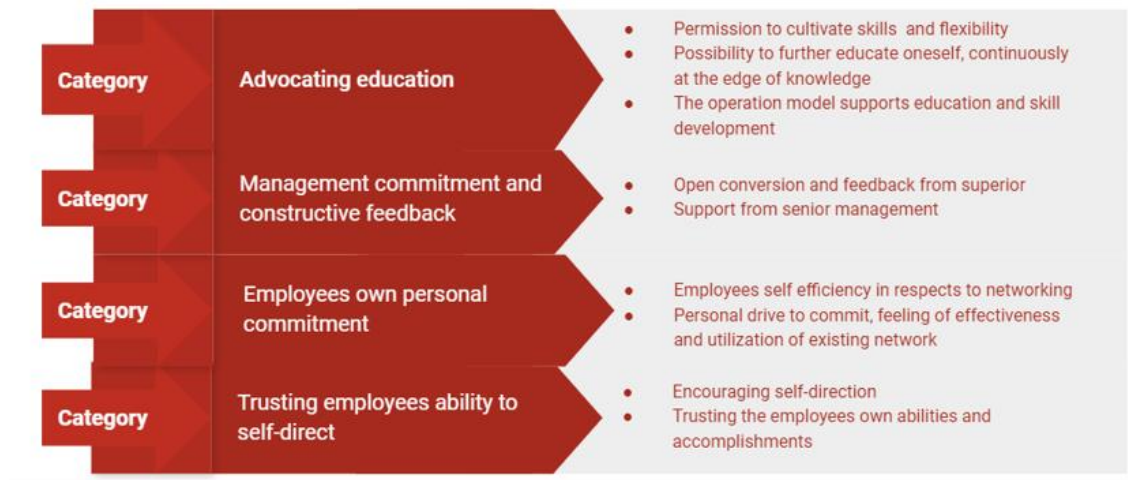 Category
Advocating education
● Permission to cultivate skills and flexibility
● Possibility to further educate oneself, continuously
at the edge of knowledge
● The operation model supports education and skill
development
Category
Management commitment and
constructive feedback
● Open conversion and feedback from superior
● Support from senior management
Category
Employees own personal
commitment
● Employees self efficiency in respects to networking
● Personal drive to commit, feeling of effectiveness
and utilization of existing network
Category
Trusting employees ability to
self-direct
● Encouraging self-direction
● Trusting the employees own abilities and
accomplishments